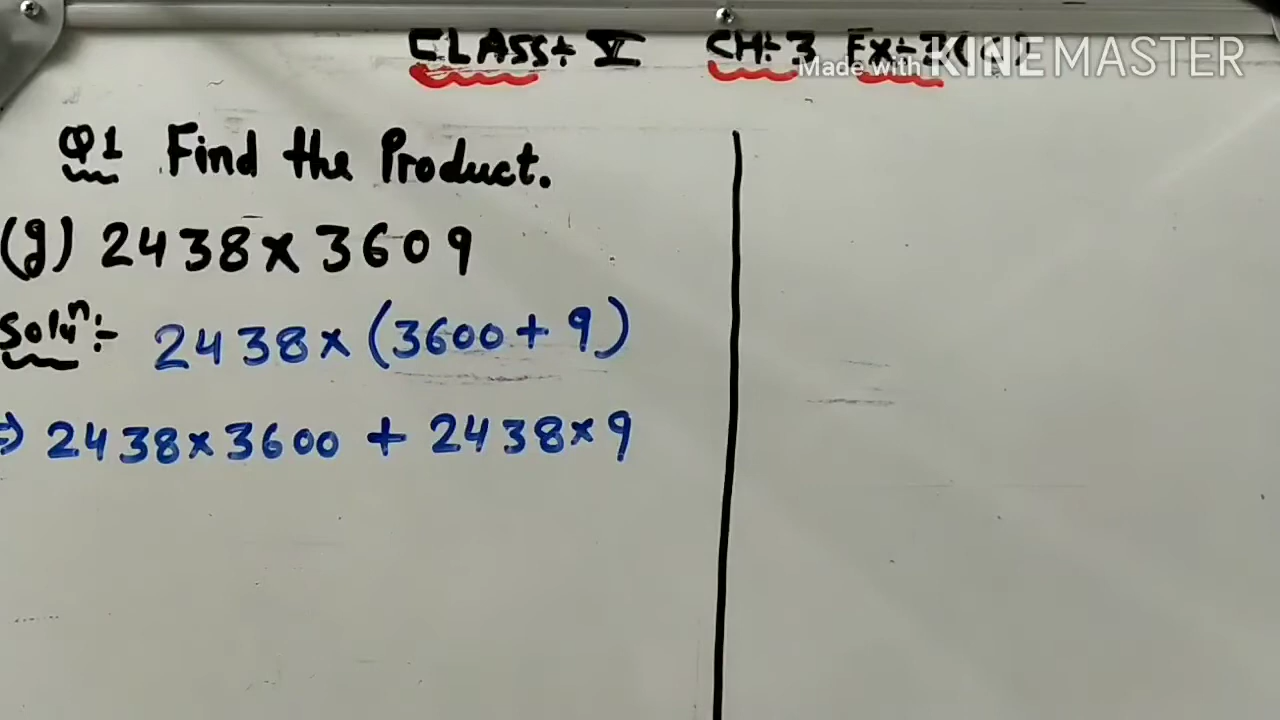 CLASS÷ V CH÷3 Ex÷
Made with KINEMASTER
Q1 Find the Product.
(g) 2438×3609
Solun:- 2438×(3600+9)
⇒ 2438×3600 + 2438×9